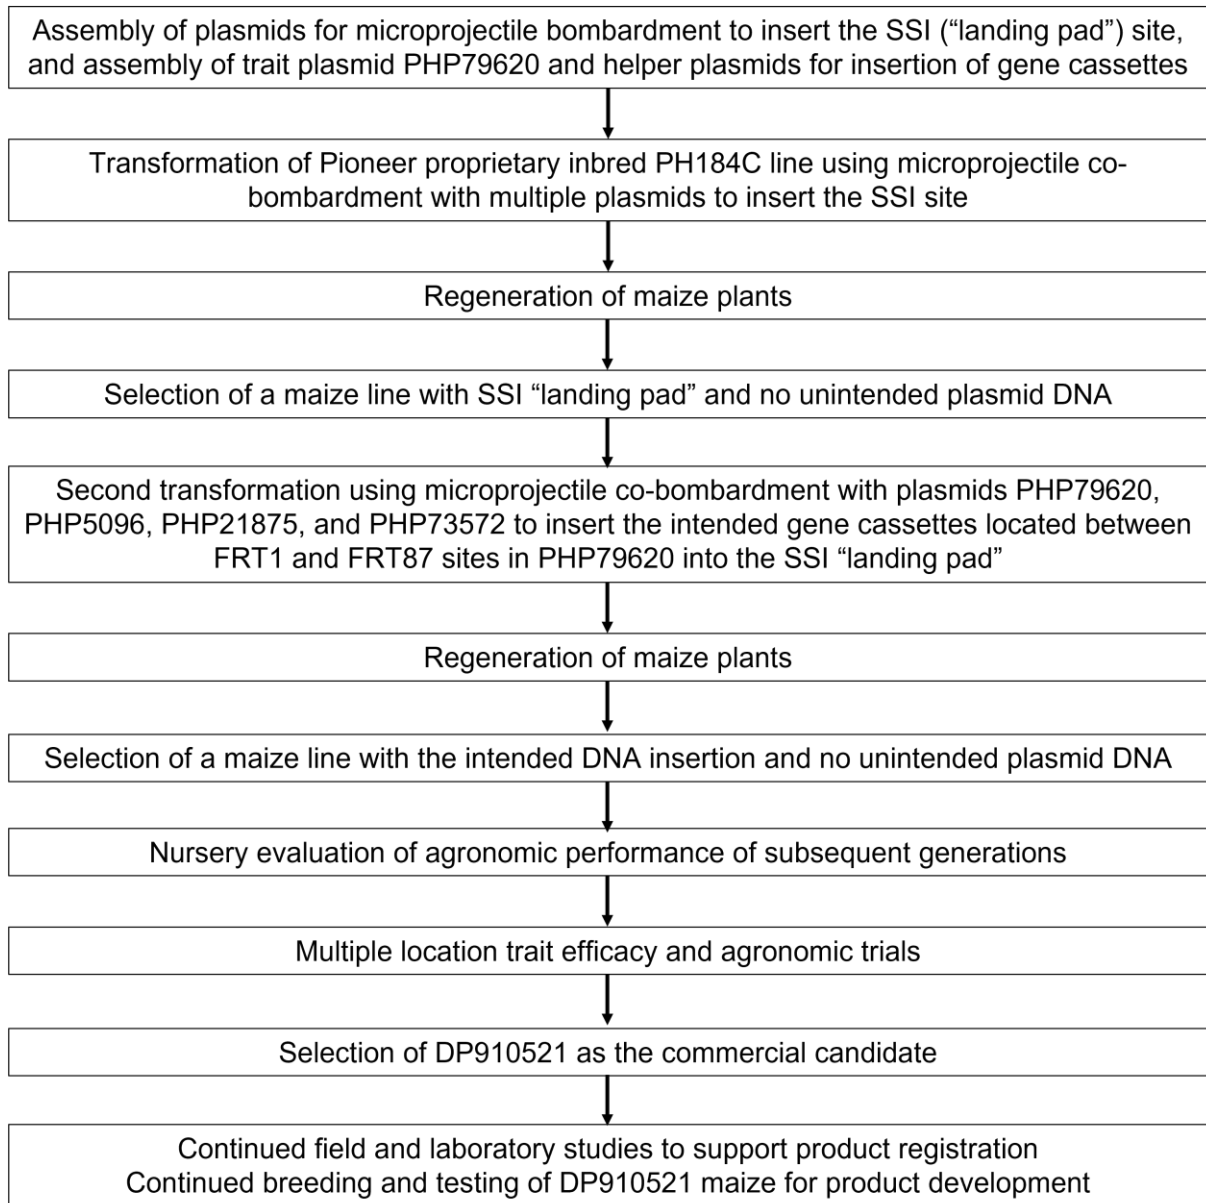 Assembly of plasmids for microprojectile bombardment to insert the SSI (“landing pad”) site,
and assembly of trait plasmid PHP79620 and helper plasmids for insertion of gene cassettes
Transformation of Pioneer proprietary inbred PH184C line using microprojectile co-
bombardment with multiple plasmids to insert the SSI site
Regeneration of maize plants
Selection of a maize line with SSI “landing pad” and no unintended plasmid DNA
Second transformation using microprojectile co-bombardment with plasmids PHP79620,
PHP5096, PHP21875, and PHP73572 to insert the intended gene cassettes located between
FRT1 and FRT87 sites in PHP79620 into the SSI “landing pad”
Regeneration of maize plants
Selection of a maize line with the intended DNA insertion and no unintended plasmid DNA
Nursery evaluation of agronomic performance of subsequent generations
Multiple location trait efficacy and agronomic trials
Selection of DP910521 as the commercial candidate
Continued field and laboratory studies to support product registration
Continued breeding and testing of DP910521 maize for product development